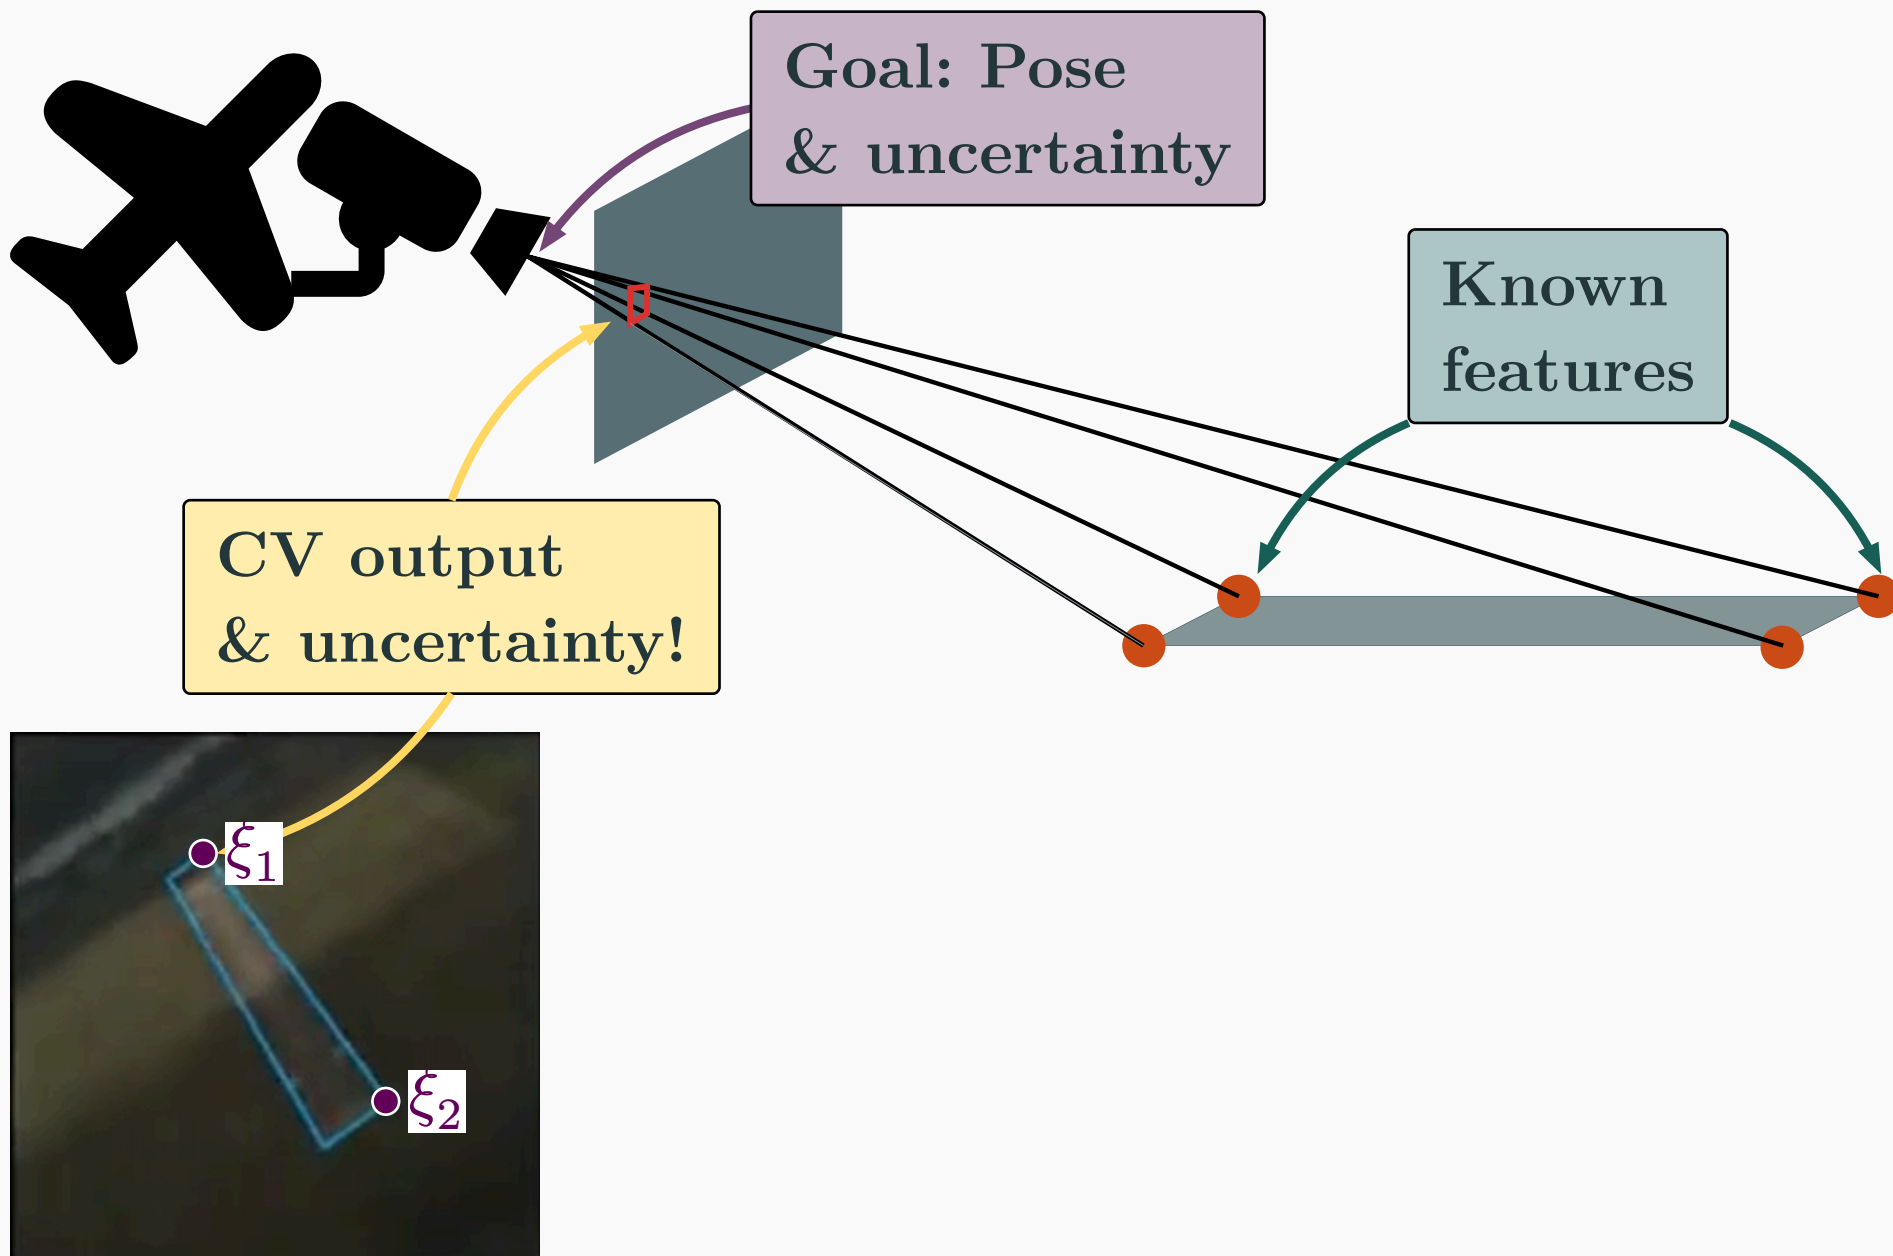 Goal: Pose
& uncertainty
Known
features
CV output
& uncertainty!
ξ₁
ξ₂